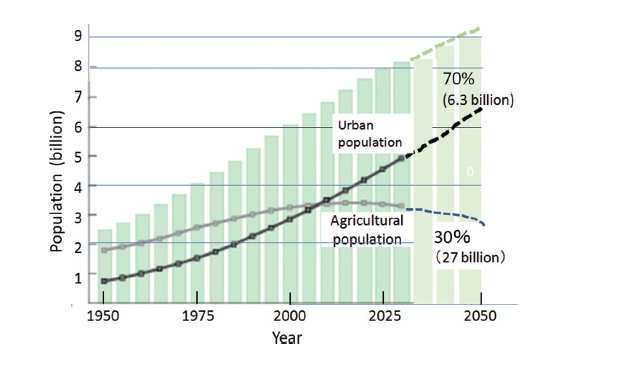 9
8
7
6
5
4
3
2
1
Population (billion)
Urban
population
Agricultural
population
70%
(6.3 billion)
0
30%
(27 billion)
1950
1975
2000
2025
2050
Year